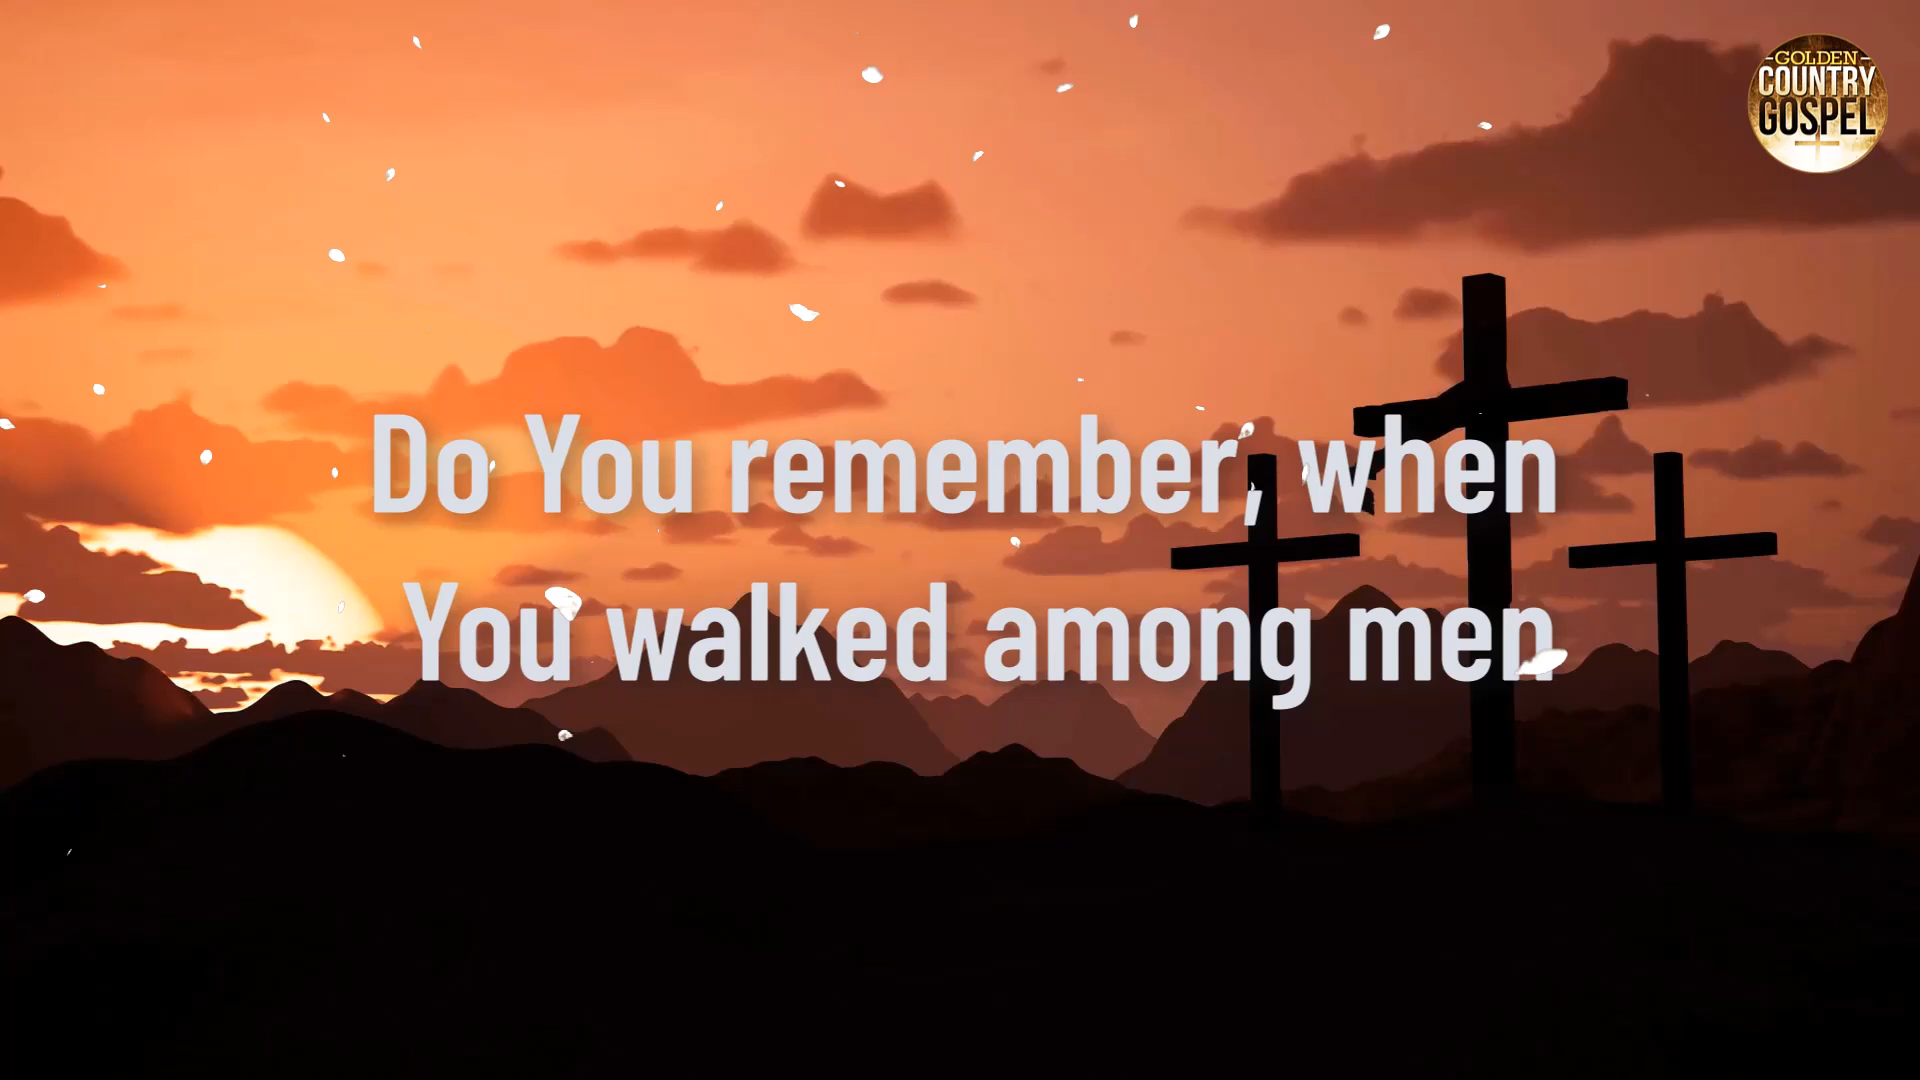 -GOLDEN-
COUNTRY
GOSPEL
Do You remember, when
You walked among men